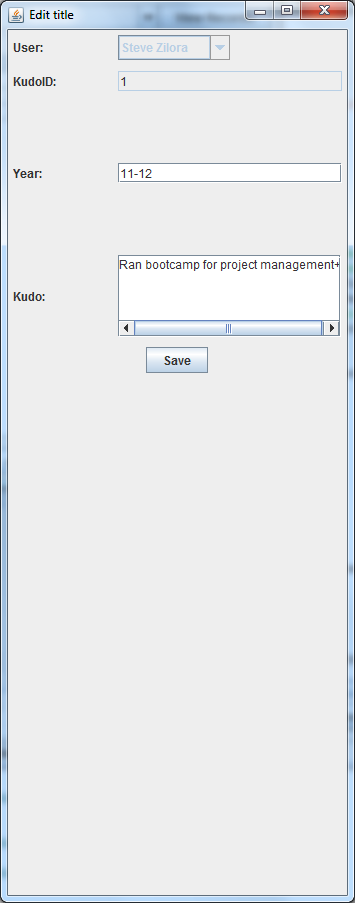 Edit title
User: Steve Zilora
KudoID: 1
Year: 11-12
Kudo: Ran bootcamp for project management+
Save